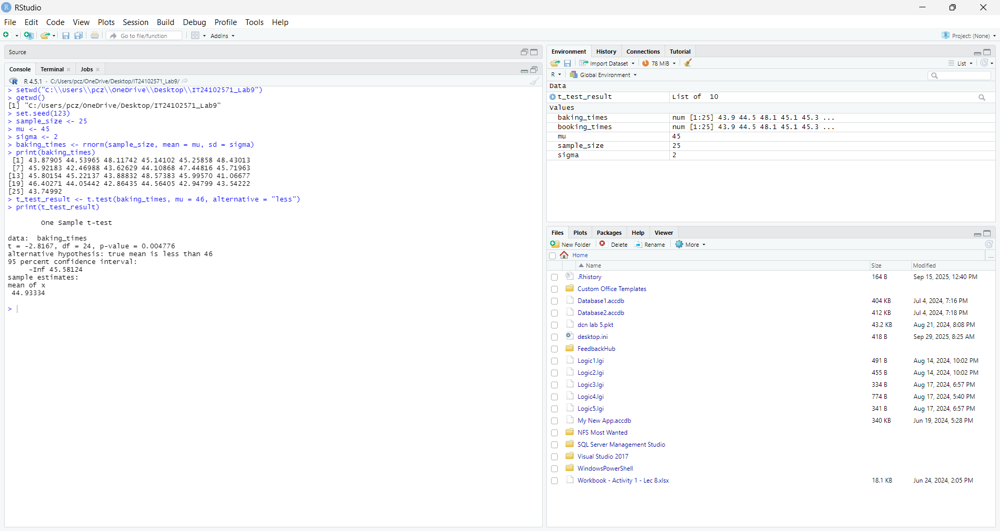 RStudio
File Edit Code View Plots Session Build Debug Profile Tools Help
Go to file/function Addins Project: (None)
Source
Console Terminal Jobs
R 4.5.1 · C:/Users/pcz/OneDrive/Desktop/IT24102571_Lab9/
> setwd("C:\\Users\\pcz\\OneDrive\\Desktop\\IT24102571_Lab9")
> getwd()
[1] "C:/Users/pcz/OneDrive/Desktop/IT24102571_Lab9"
> set.seed(123)
> sample_size <- 25
> mu <- 45
> sigma <- 2
> baking_times <- rnorm(sample_size, mean = mu, sd = sigma)
> print(baking_times)
[1] 43.87905 44.53965 48.11742 45.14102 45.25858 48.43013
[7] 45.92183 42.46988 43.62629 44.10868 47.44816 45.71963
[13] 45.80154 45.22137 43.88832 48.57383 45.99570 41.06677
[19] 46.40271 44.05442 42.86435 44.56405 42.94799 43.54222
[25] 43.74992
> t_test_result <- t.test(baking_times, mu = 46, alternative = "less")
> print(t_test_result)
One Sample t-test
data: baking_times
t = -2.8167, df = 24, p-value = 0.004776
alternative hypothesis: true mean is less than 46
95 percent confidence interval:
-Inf 45.58124
sample estimates:
mean of x
44.93334
>
Environment History Connections Tutorial
Import Dataset 78 MiB List
R Global Environment
Data
t_test_result List of 10
Values
baking_times num [1:25] 43.9 44.5 48.1 45.1 45.3 ...
booking_times num [1:25] 43.9 44.5 48.1 45.1 45.3 ...
mu 45
sample_size 25
sigma 2
Files Plots Packages Help Viewer
New Folder Delete Rename More
Home ...
Name Size Modified
.Rhistory 164 B Sep 15, 2025, 12:40 PM
Custom Office Templates
Database1.accdb 404 KB Jul 4, 2024, 7:16 PM
Database2.accdb 412 KB Jul 4, 2024, 7:18 PM
dcn lab 5.pkt 43.2 KB Aug 21, 2024, 8:08 PM
desktop.ini 418 B Sep 29, 2025, 8:25 AM
FeedbackHub
Logic1.lgi 491 B Aug 14, 2024, 10:02 PM
Logic2.lgi 455 B Aug 14, 2024, 10:02 PM
Logic3.lgi 334 B Aug 17, 2024, 6:57 PM
Logic4.lgi 774 B Aug 17, 2024, 5:40 PM
Logic5.lgi 341 B Aug 17, 2024, 6:57 PM
My New App.accdb 340 KB Jun 19, 2024, 5:28 PM
NFS Most Wanted
SQL Server Management Studio
Visual Studio 2017
WindowsPowerShell
Workbook - Activity 1 - Lec 8.xlsx 18.1 KB Jun 24, 2024, 2:05 PM